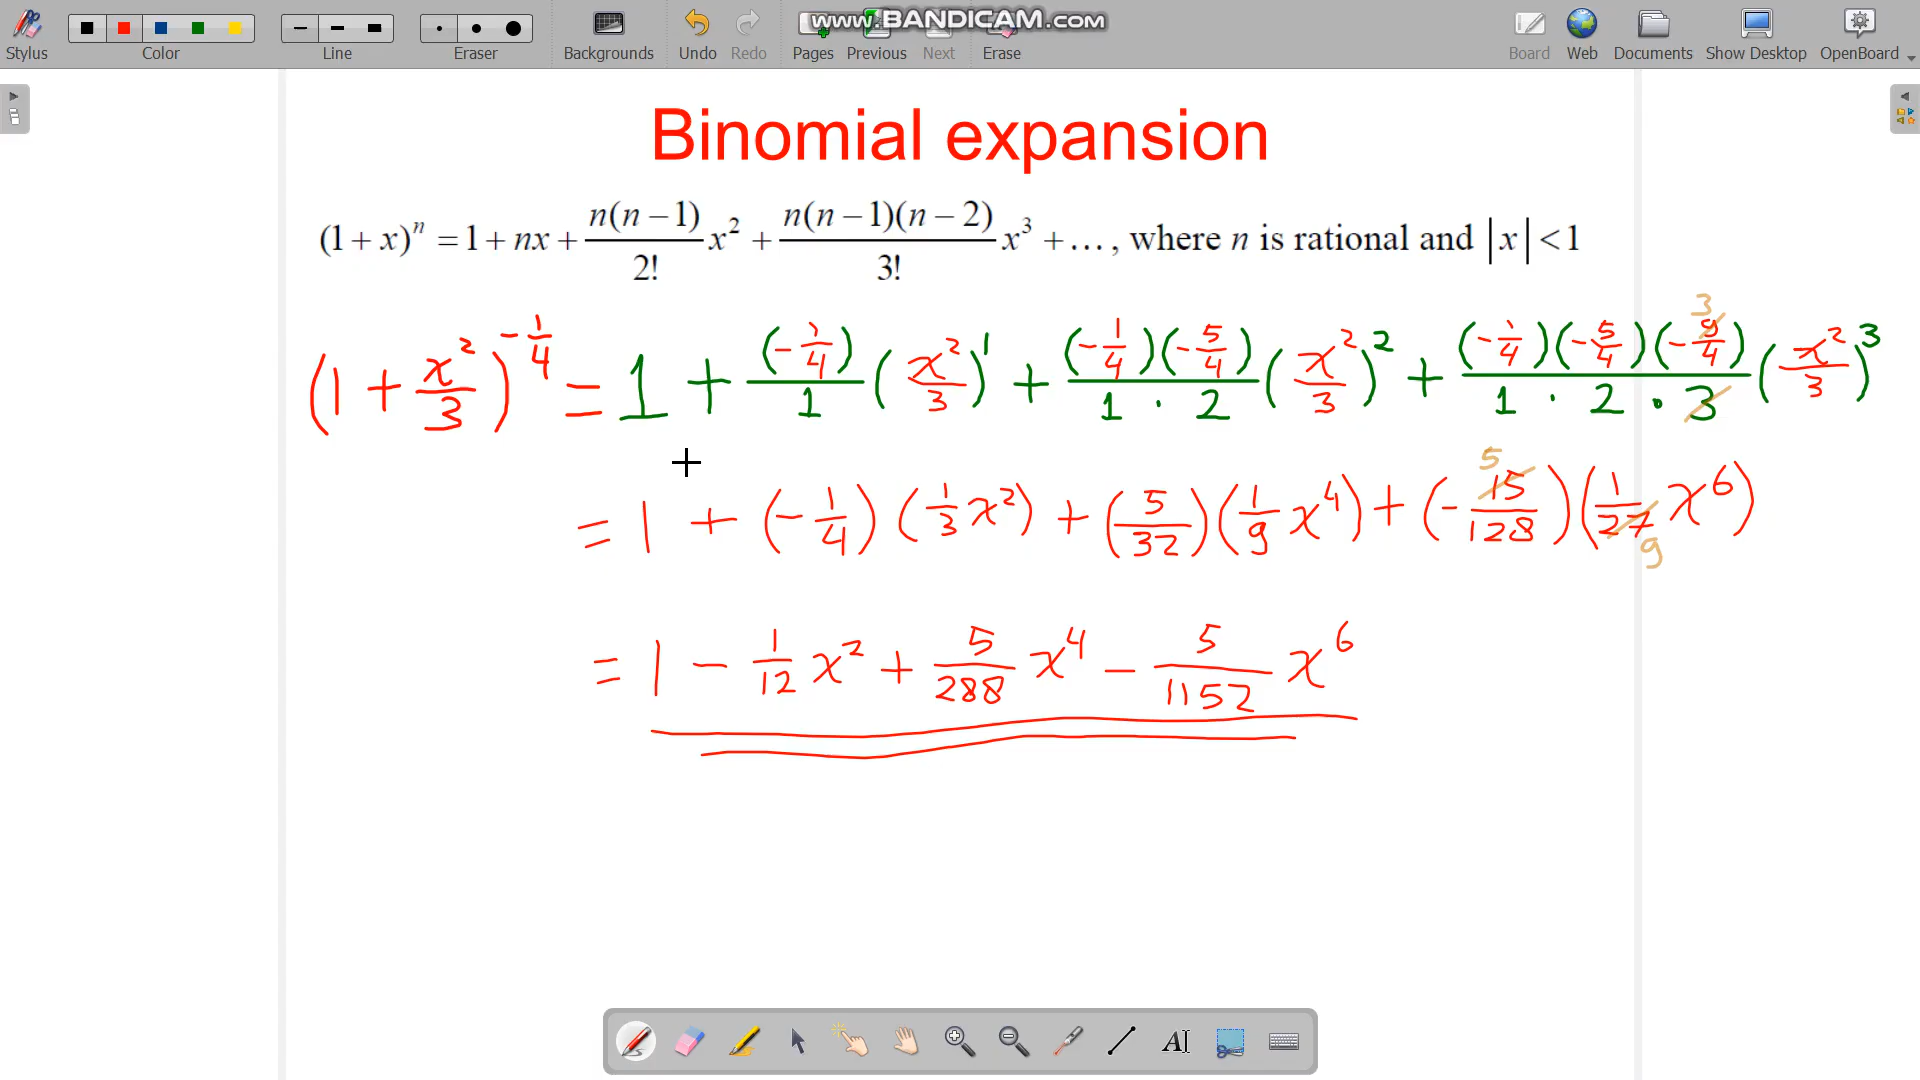 www.BANDICAM.com
Stylus Color Line Eraser Backgrounds Undo Redo Pages Previous Next Erase Board Web Documents Show Desktop OpenBoard
Binomial expansion
(1 + x)^n = 1 + nx + n(n − 1)/2! x^2 + n(n − 1)(n − 2)/3! x^3 + ..., where n is rational and |x| < 1
(1 + x^2/3)^(-1/4) = 1 + (-1/4)/1 (x^2/3)^1 + (-1/4)(-5/4)/(1 · 2) (x^2/3)^2 + (-1/4)(-5/4)(-9/4)/(1 · 2 · 3) (x^2/3)^3
3
= 1 + (-1/4)(1/3 x^2) + (5/32)(1/9 x^4) + (-15/128)(1/27 x^6)
5
9
= 1 - 1/12 x^2 + 5/288 x^4 - 5/1152 x^6
AI